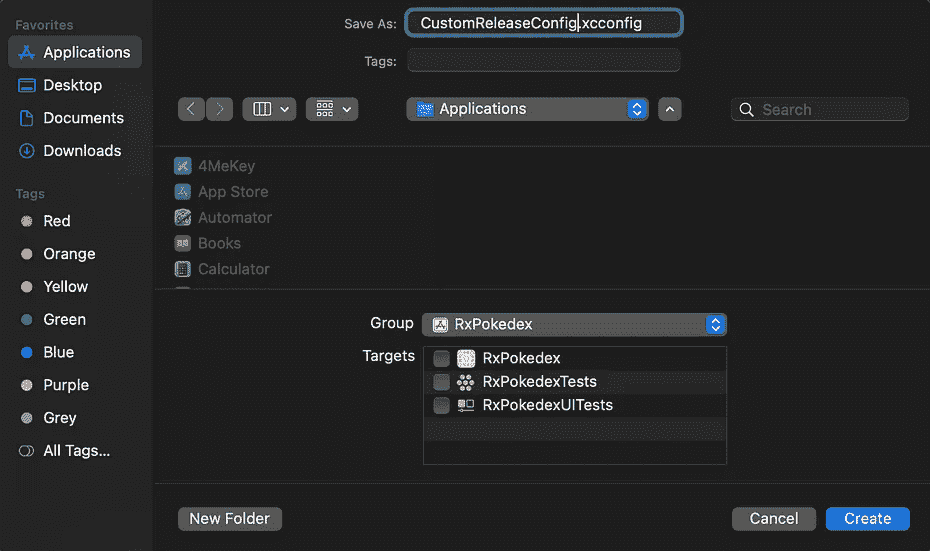 Favorites
Applications
Desktop
Documents
Downloads
Tags
Red
Orange
Yellow
Green
Blue
Purple
Grey
All Tags...
Save As: CustomReleaseConfig.xcconfig
Tags:
Applications
Search
4MeKey
App Store
Automator
Books
Calculator
Group RxPokedex
Targets RxPokedex
RxPokedexTests
RxPokedexUITests
New Folder Cancel Create